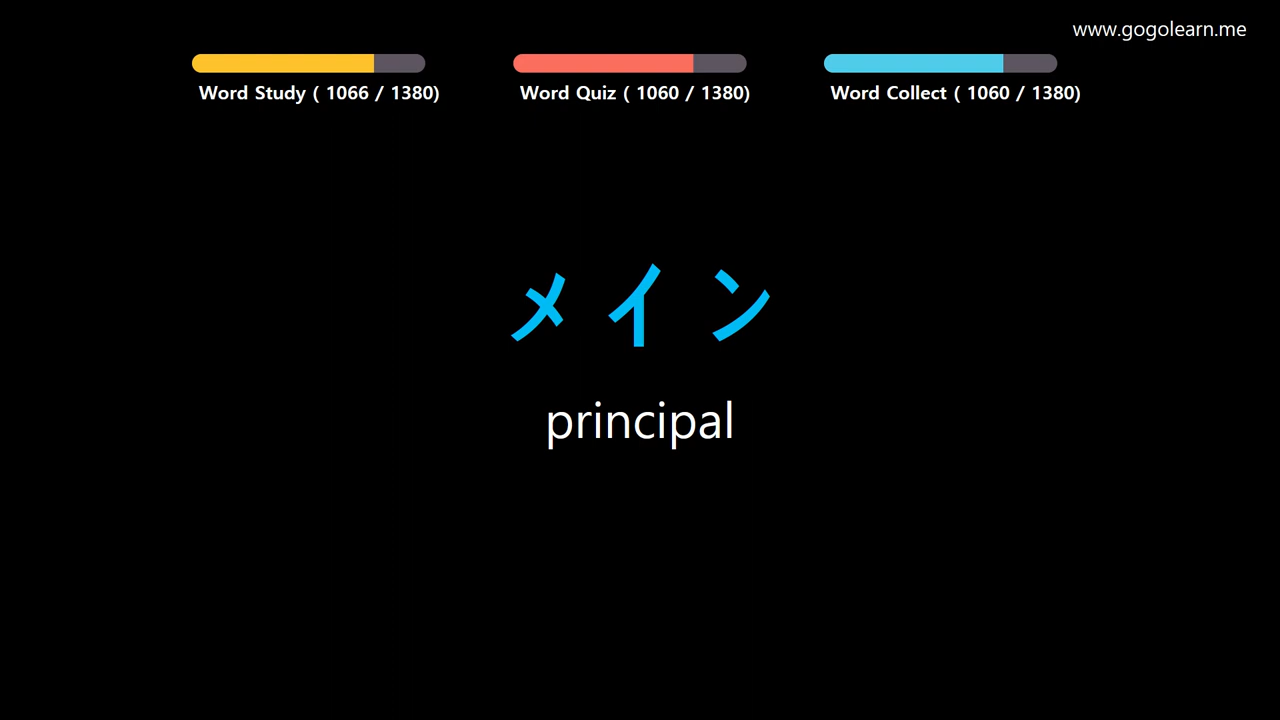 www.gogolearn.me
Word Study ( 1066 / 1380)
Word Quiz ( 1060 / 1380)
Word Collect ( 1060 / 1380)
メイン
principal